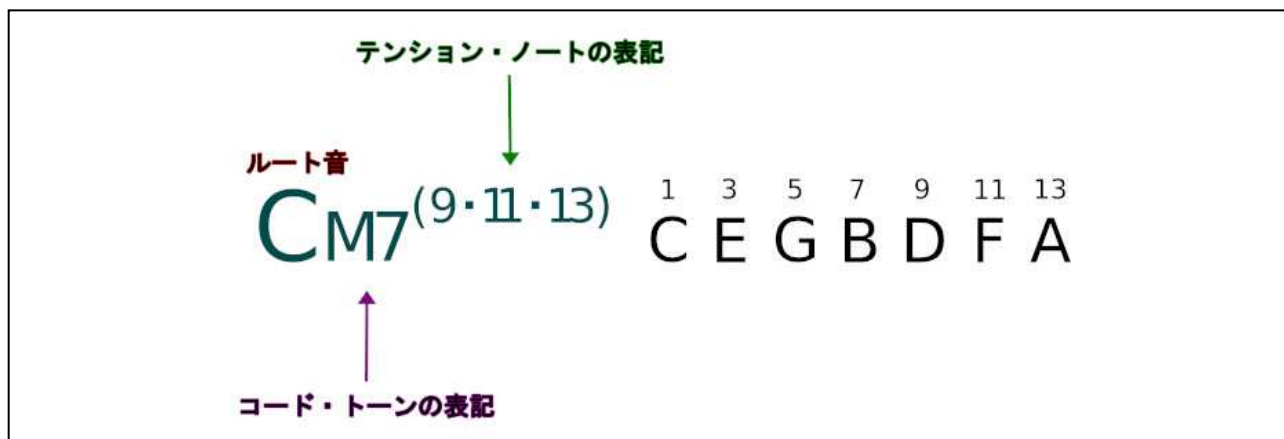 テンション・ノートの表記
ルート音
CM7(9・11・13)
1 3 5 7 9 11 13
C E G B D F A
コード・トーンの表記